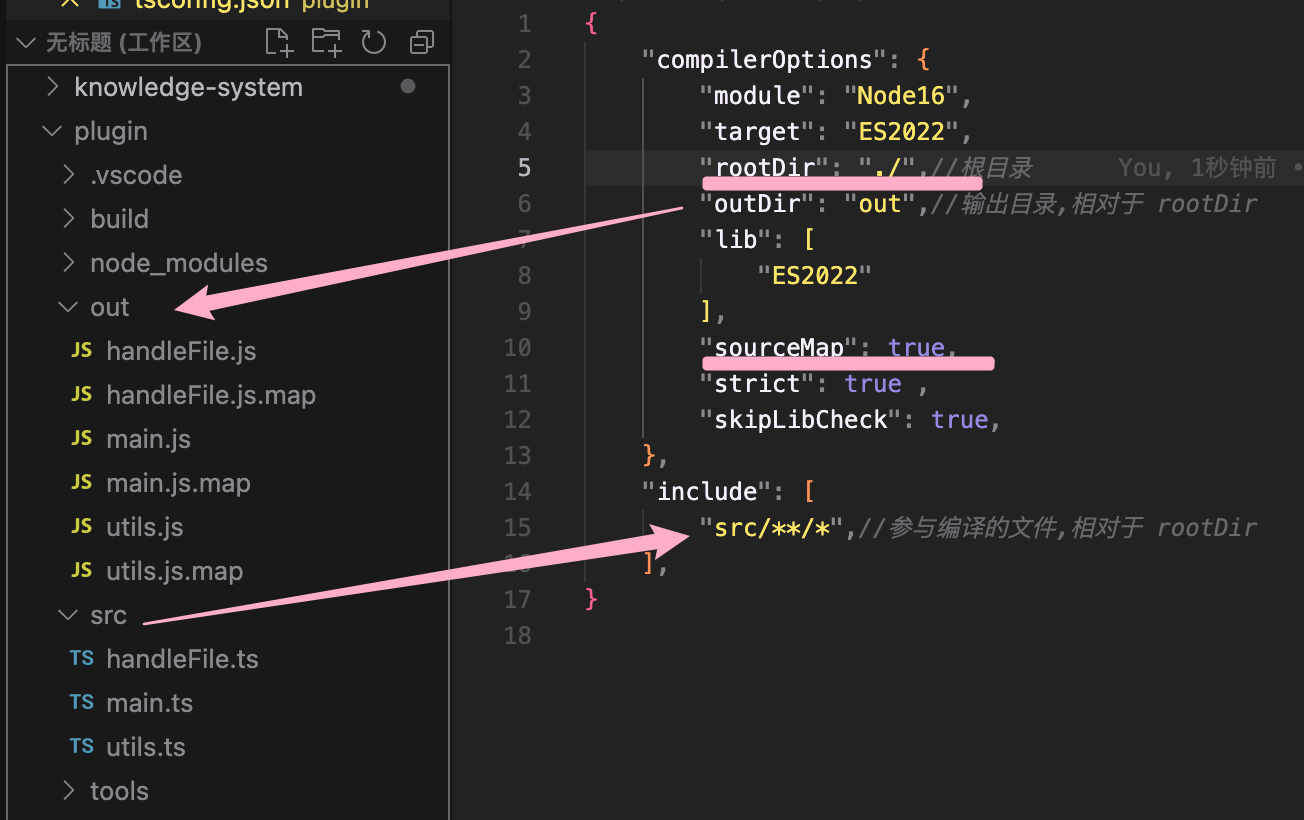 tsconfig.json plugin
无标题 (工作区)
knowledge-system
plugin
.vscode
build
node_modules
out
JS handleFile.js
JS handleFile.js.map
JS main.js
JS main.js.map
JS utils.js
JS utils.js.map
src
TS handleFile.ts
TS main.ts
TS utils.ts
tools
1 {
2 "compilerOptions": {
3 "module": "Node16",
4 "target": "ES2022",
5 "rootDir": "./",//根目录 You, 1秒钟前 •
6 "outDir": "out",//输出目录,相对于 rootDir
7 "lib": [
8 "ES2022"
9 ],
10 "sourceMap": true,
11 "strict": true ,
12 "skipLibCheck": true,
13 },
14 "include": [
15 "src/**/*",//参与编译的文件,相对于 rootDir
16 ],
17 }
18